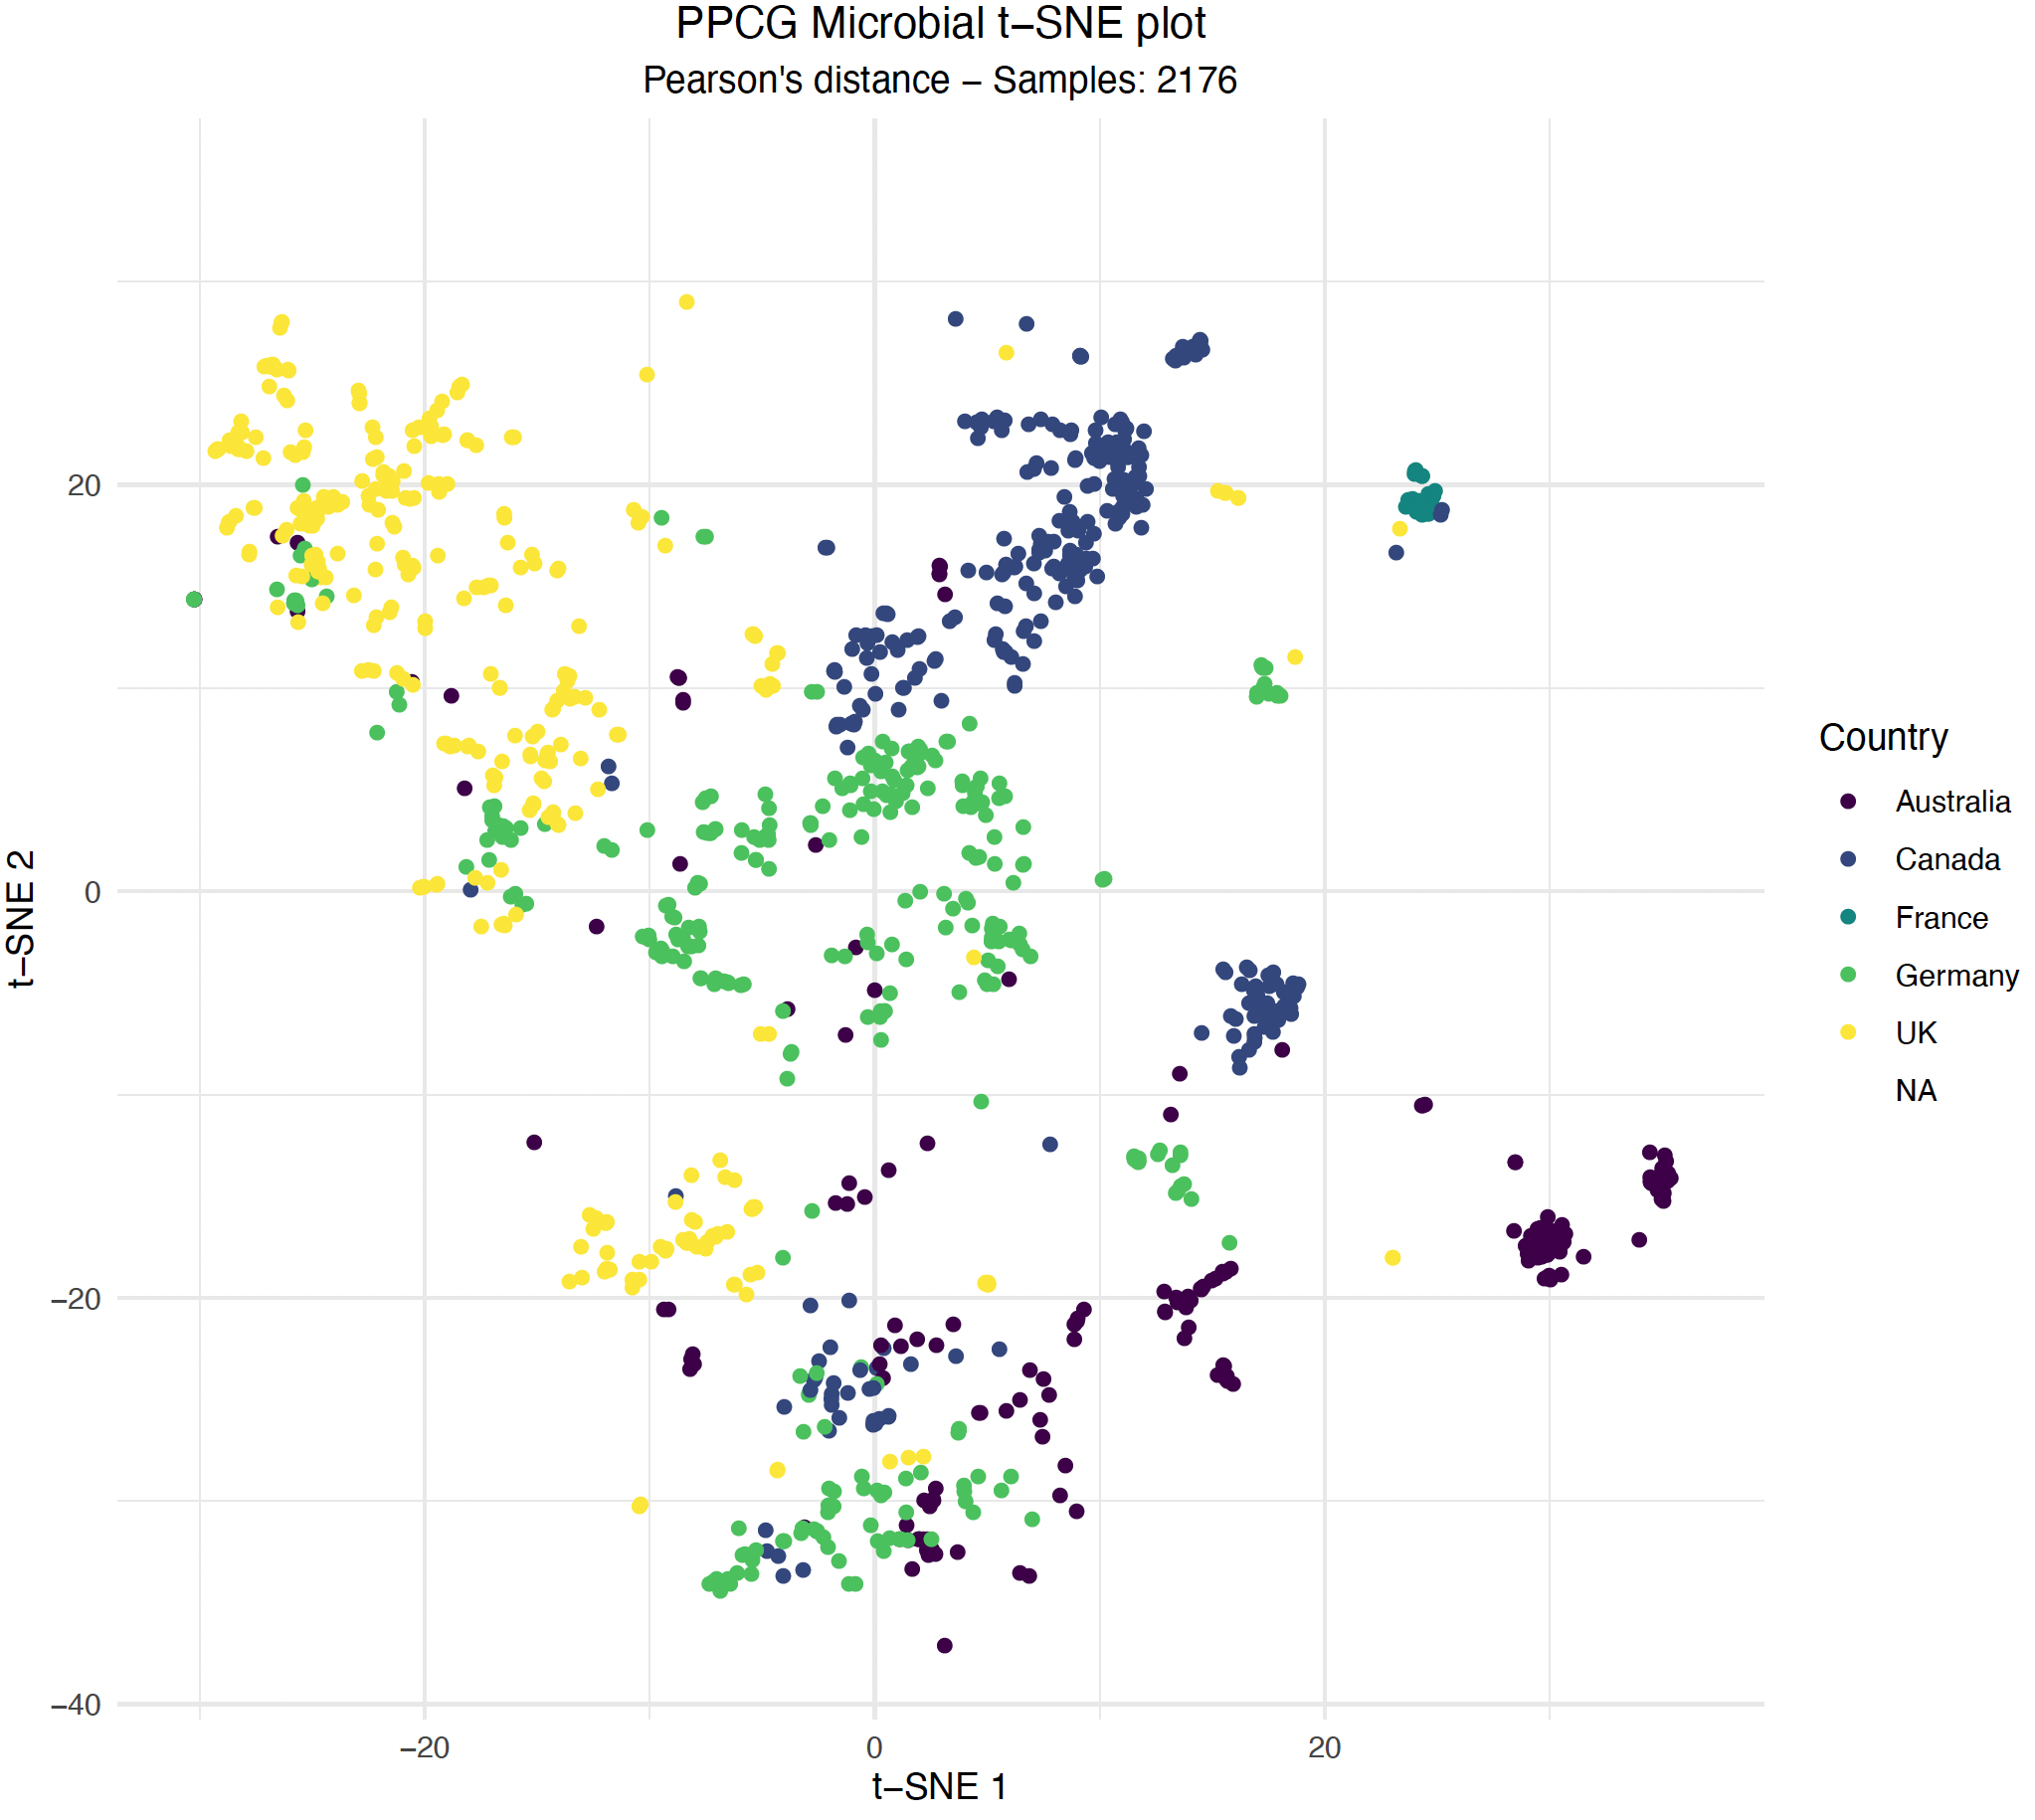 PPCG Microbial t−SNE plot
Pearson's distance − Samples: 2176
20
0
−20
−40
t−SNE 2
−20
0
20
t−SNE 1
Country
Australia
Canada
France
Germany
UK
NA